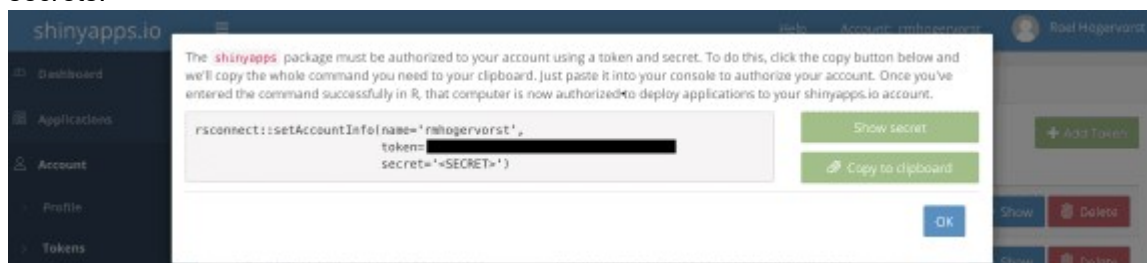 shinyapps.io
Help
Account: rmhogervorst
Roel Hogervorst
The shinyapps package must be authorized to your account using a token and secret. To do this, click the copy button below and
we'll copy the whole command you need to your clipboard. Just paste it into your console to authorize your account. Once you've
entered the command successfully in R, that computer is now authorized to deploy applications to your shinyapps.io account.
Dashboard
Applications
Account
Profile
Tokens
rsconnect::setAccountInfo(name='rmhogervorst',
token=
secret='<SECRET>')
Show secret
Copy to clipboard
+ Add Token
OK
Show
Delete
Show
Delete